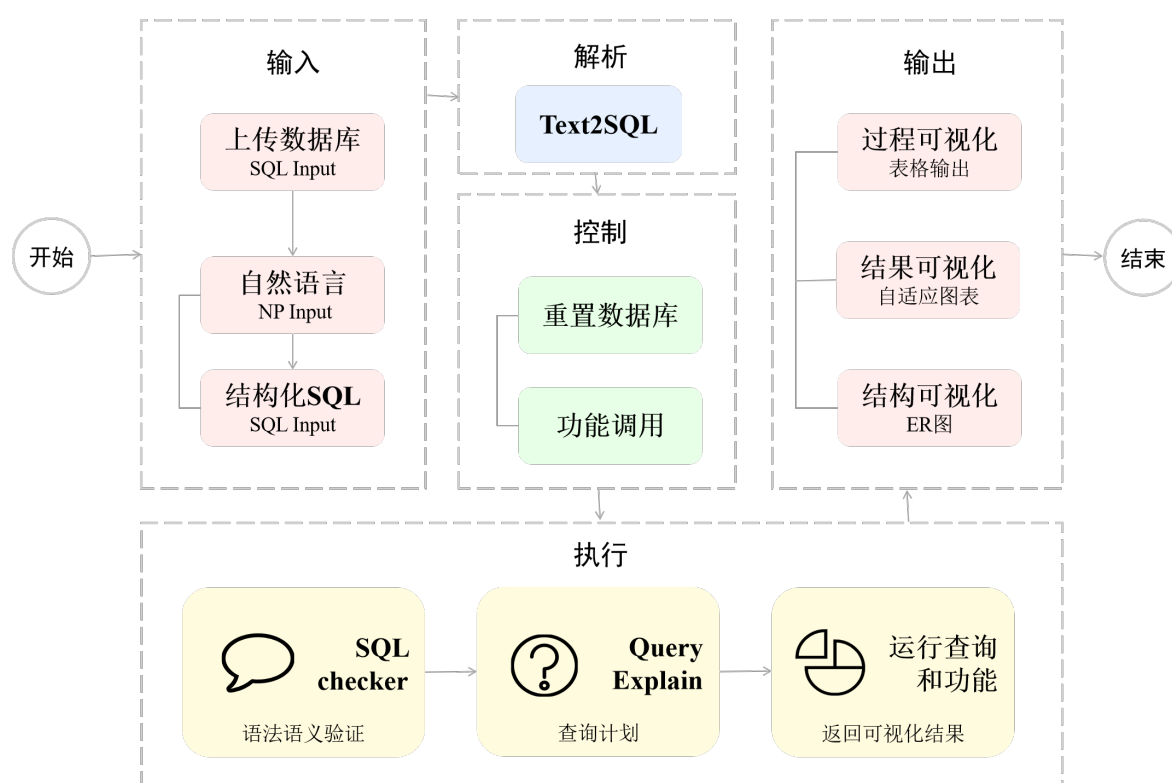 开始
输入
上传数据库
SQL Input
自然语言
NP Input
结构化SQL
SQL Input
解析
Text2SQL
控制
重置数据库
功能调用
输出
过程可视化
表格输出
结果可视化
自适应图表
结构可视化
ER图
结束
执行
SQL
checker
语法语义验证
Query
Explain
查询计划
运行查询
和功能
返回可视化结果